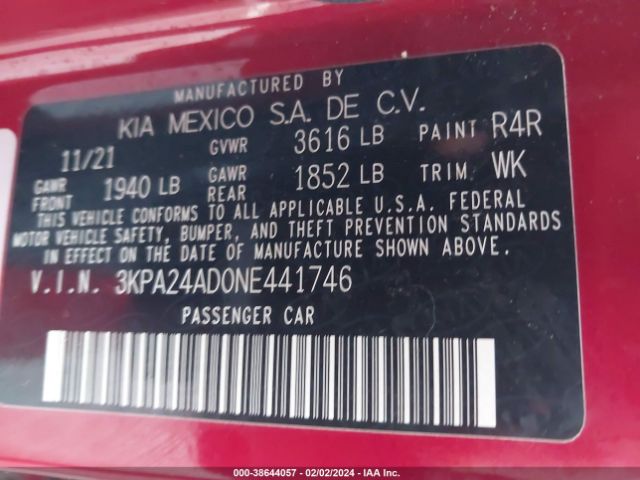 MANUFACTURED BY
KIA MEXICO S.A. DE C.V.
11/21 GVWR 3616 LB PAINT R4R
GAWR FRONT 1940 LB GAWR REAR 1852 LB TRIM WK
THIS VEHICLE CONFORMS TO ALL APPLICABLE U.S.A. FEDERAL
MOTOR VEHICLE SAFETY, BUMPER, AND THEFT PREVENTION STANDARDS
IN EFFECT ON THE DATE OF MANUFACTURE SHOWN ABOVE.
V.I.N. 3KPA24AD0NE441746
PASSENGER CAR
000-38644057 - 02/02/2024 - IAA Inc.